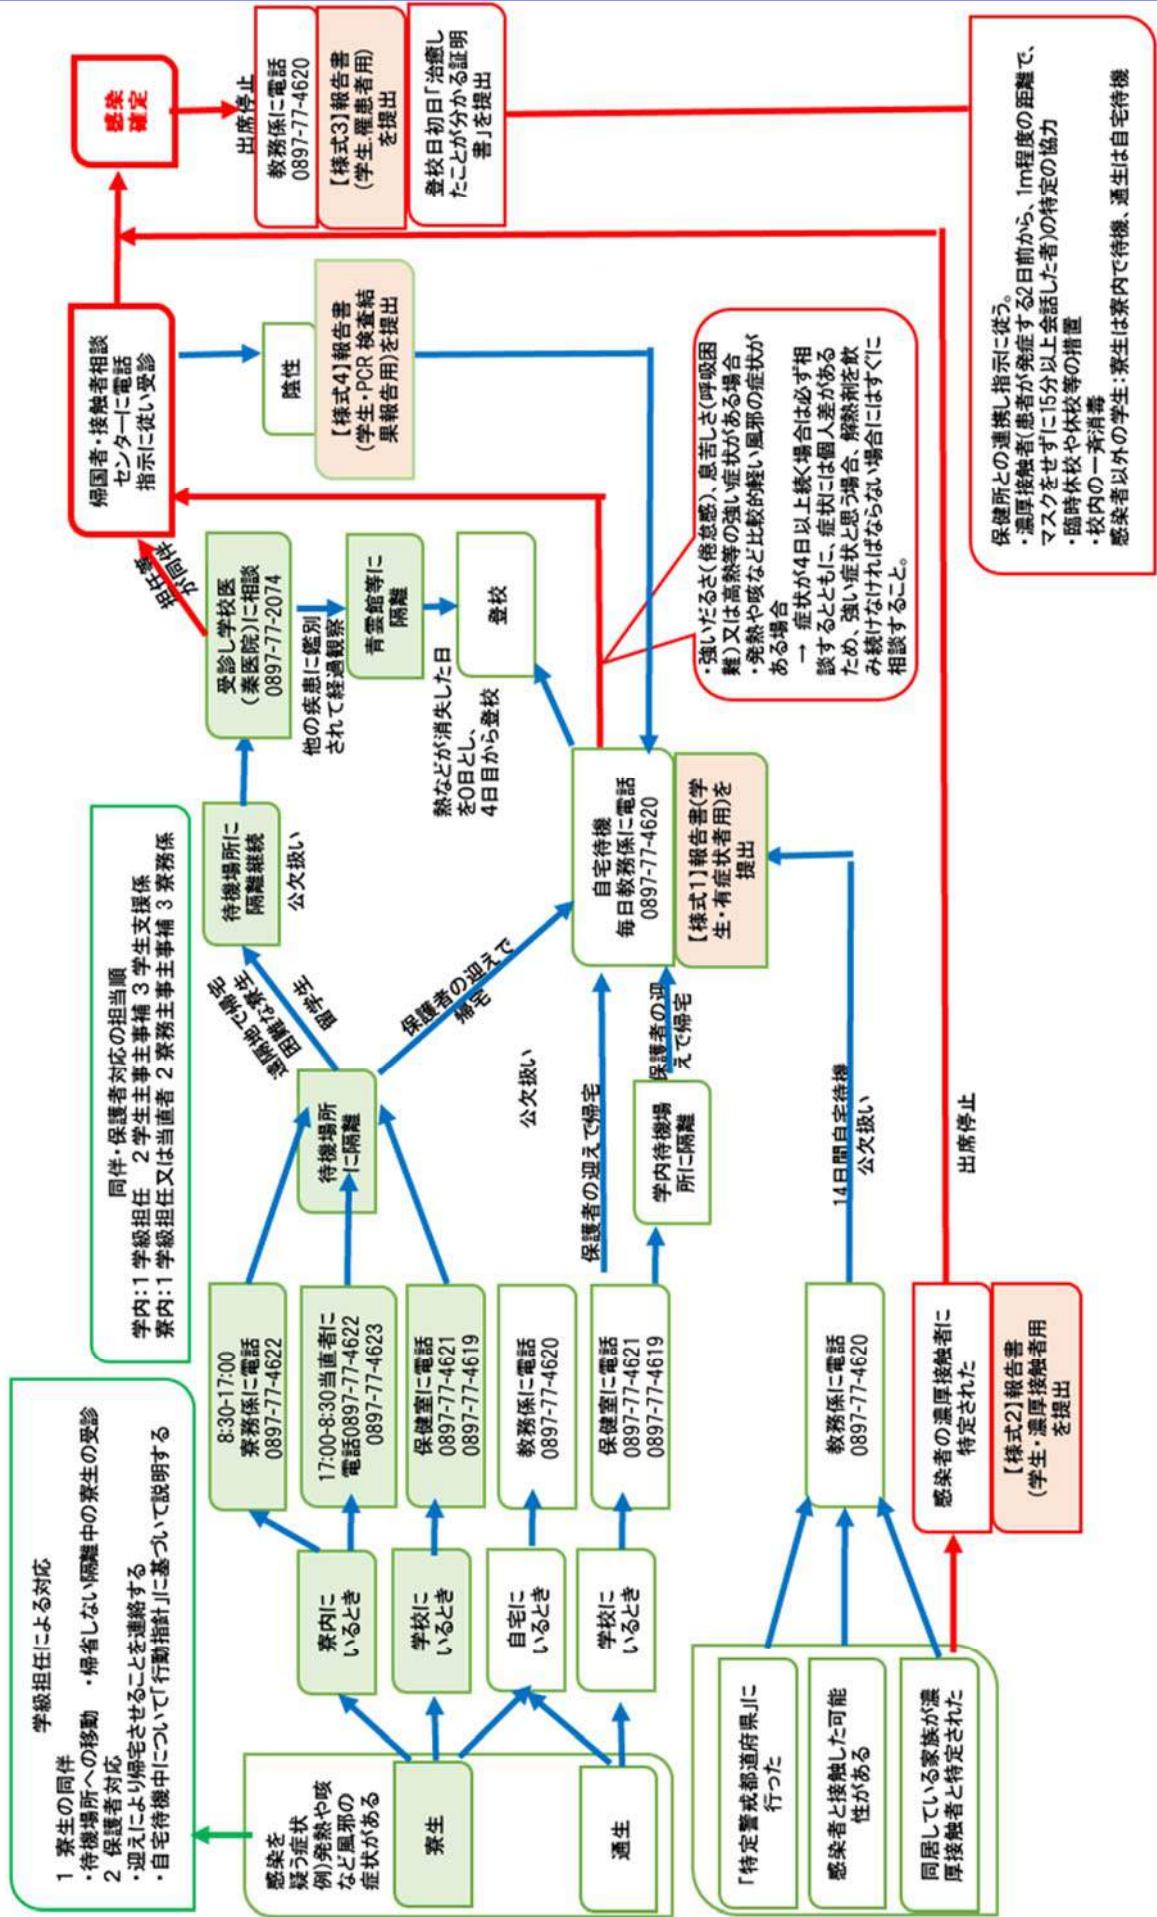 学級担任による対応
1 寮生の同伴
・待機場所への移動　・帰省しない隔離中の寮生の受診
2 保護者対応
・迎えにより帰宅させることを連絡する
・自宅待機中について「行動指針」に基づいて説明する
同伴・保護者対応の担当順
学内:1 学級担任　2 学生主事主事補 3 学生支援係
寮内:1 学級担任又は当直者 2 寮務主事主事補 3 寮務係
感染を
疑う症状
例)発熱や咳
など風邪の
症状がある
寮生
通生
寮内に
いるとき
学校に
いるとき
自宅に
いるとき
学校に
いるとき
8:30-17:00
寮務係に電話
0897-77-4622
17:00-8:30当直者に
電話0897-77-4622
0897-77-4623
保健室に電話
0897-77-4621
0897-77-4619
教務係に電話
0897-77-4620
保健室に電話
0897-77-4621
0897-77-4619
待機場所
に隔離
遠隔地で帰宅
困難な寮生
留学生
待機場所に
隔離継続
公欠扱い
受診し学校医
(秦医院)に相談
0897-77-2074
担任等
が同伴
他の疾患に鑑別
されて経過観察
青雲館等に
隔離
熱などが消失した日
を0日とし、
4日目から登校
登校
保護者の迎えで
帰宅
公欠扱い
保護者の迎えで帰宅
学内待機場
所に隔離
保護者の迎
えで帰宅
自宅待機
毎日教務係に電話
0897-77-4620
【様式1】報告書(学
生・有症状者用)を
提出
帰国者・接触者相談
センターに電話
指示に従い受診
陰性
【様式4】報告書
(学生・PCR 検査結
果報告用)を提出
感染
確定
出席停止
教務係に電話
0897-77-4620
【様式3】報告書
(学生.罹患者用)
を提出
登校日初日「治癒し
たことが分かる証明
書」を提出
・強いだるさ(倦怠感)、息苦しさ(呼吸困
難)又は高熱等の強い症状がある場合
・発熱や咳など比較的軽い風邪の症状が
ある場合
→　症状が4日以上続く場合は必ず相
談するとともに、症状には個人差がある
ため、強い症状と思う場合、解熱剤を飲
み続けなければならない場合にはすぐに
相談すること。
「特定警戒都道府県」に
行った
感染者と接触した可能
性がある
同居している家族が濃
厚接触者と特定された
教務係に電話
0897-77-4620
14日間自宅待機
公欠扱い
感染者の濃厚接触者に
特定された
【様式2】報告書
(学生・濃厚接触者用
を提出
出席停止
保健所との連携し指示に従う。
・濃厚接触者(患者が発症する2日前から、1m程度の距離で、
マスクをせずに15分以上会話した者)の特定の協力
・臨時休校や休校等の措置
・校内の一斉消毒
感染者以外の学生:寮生は寮内で待機、通生は自宅待機